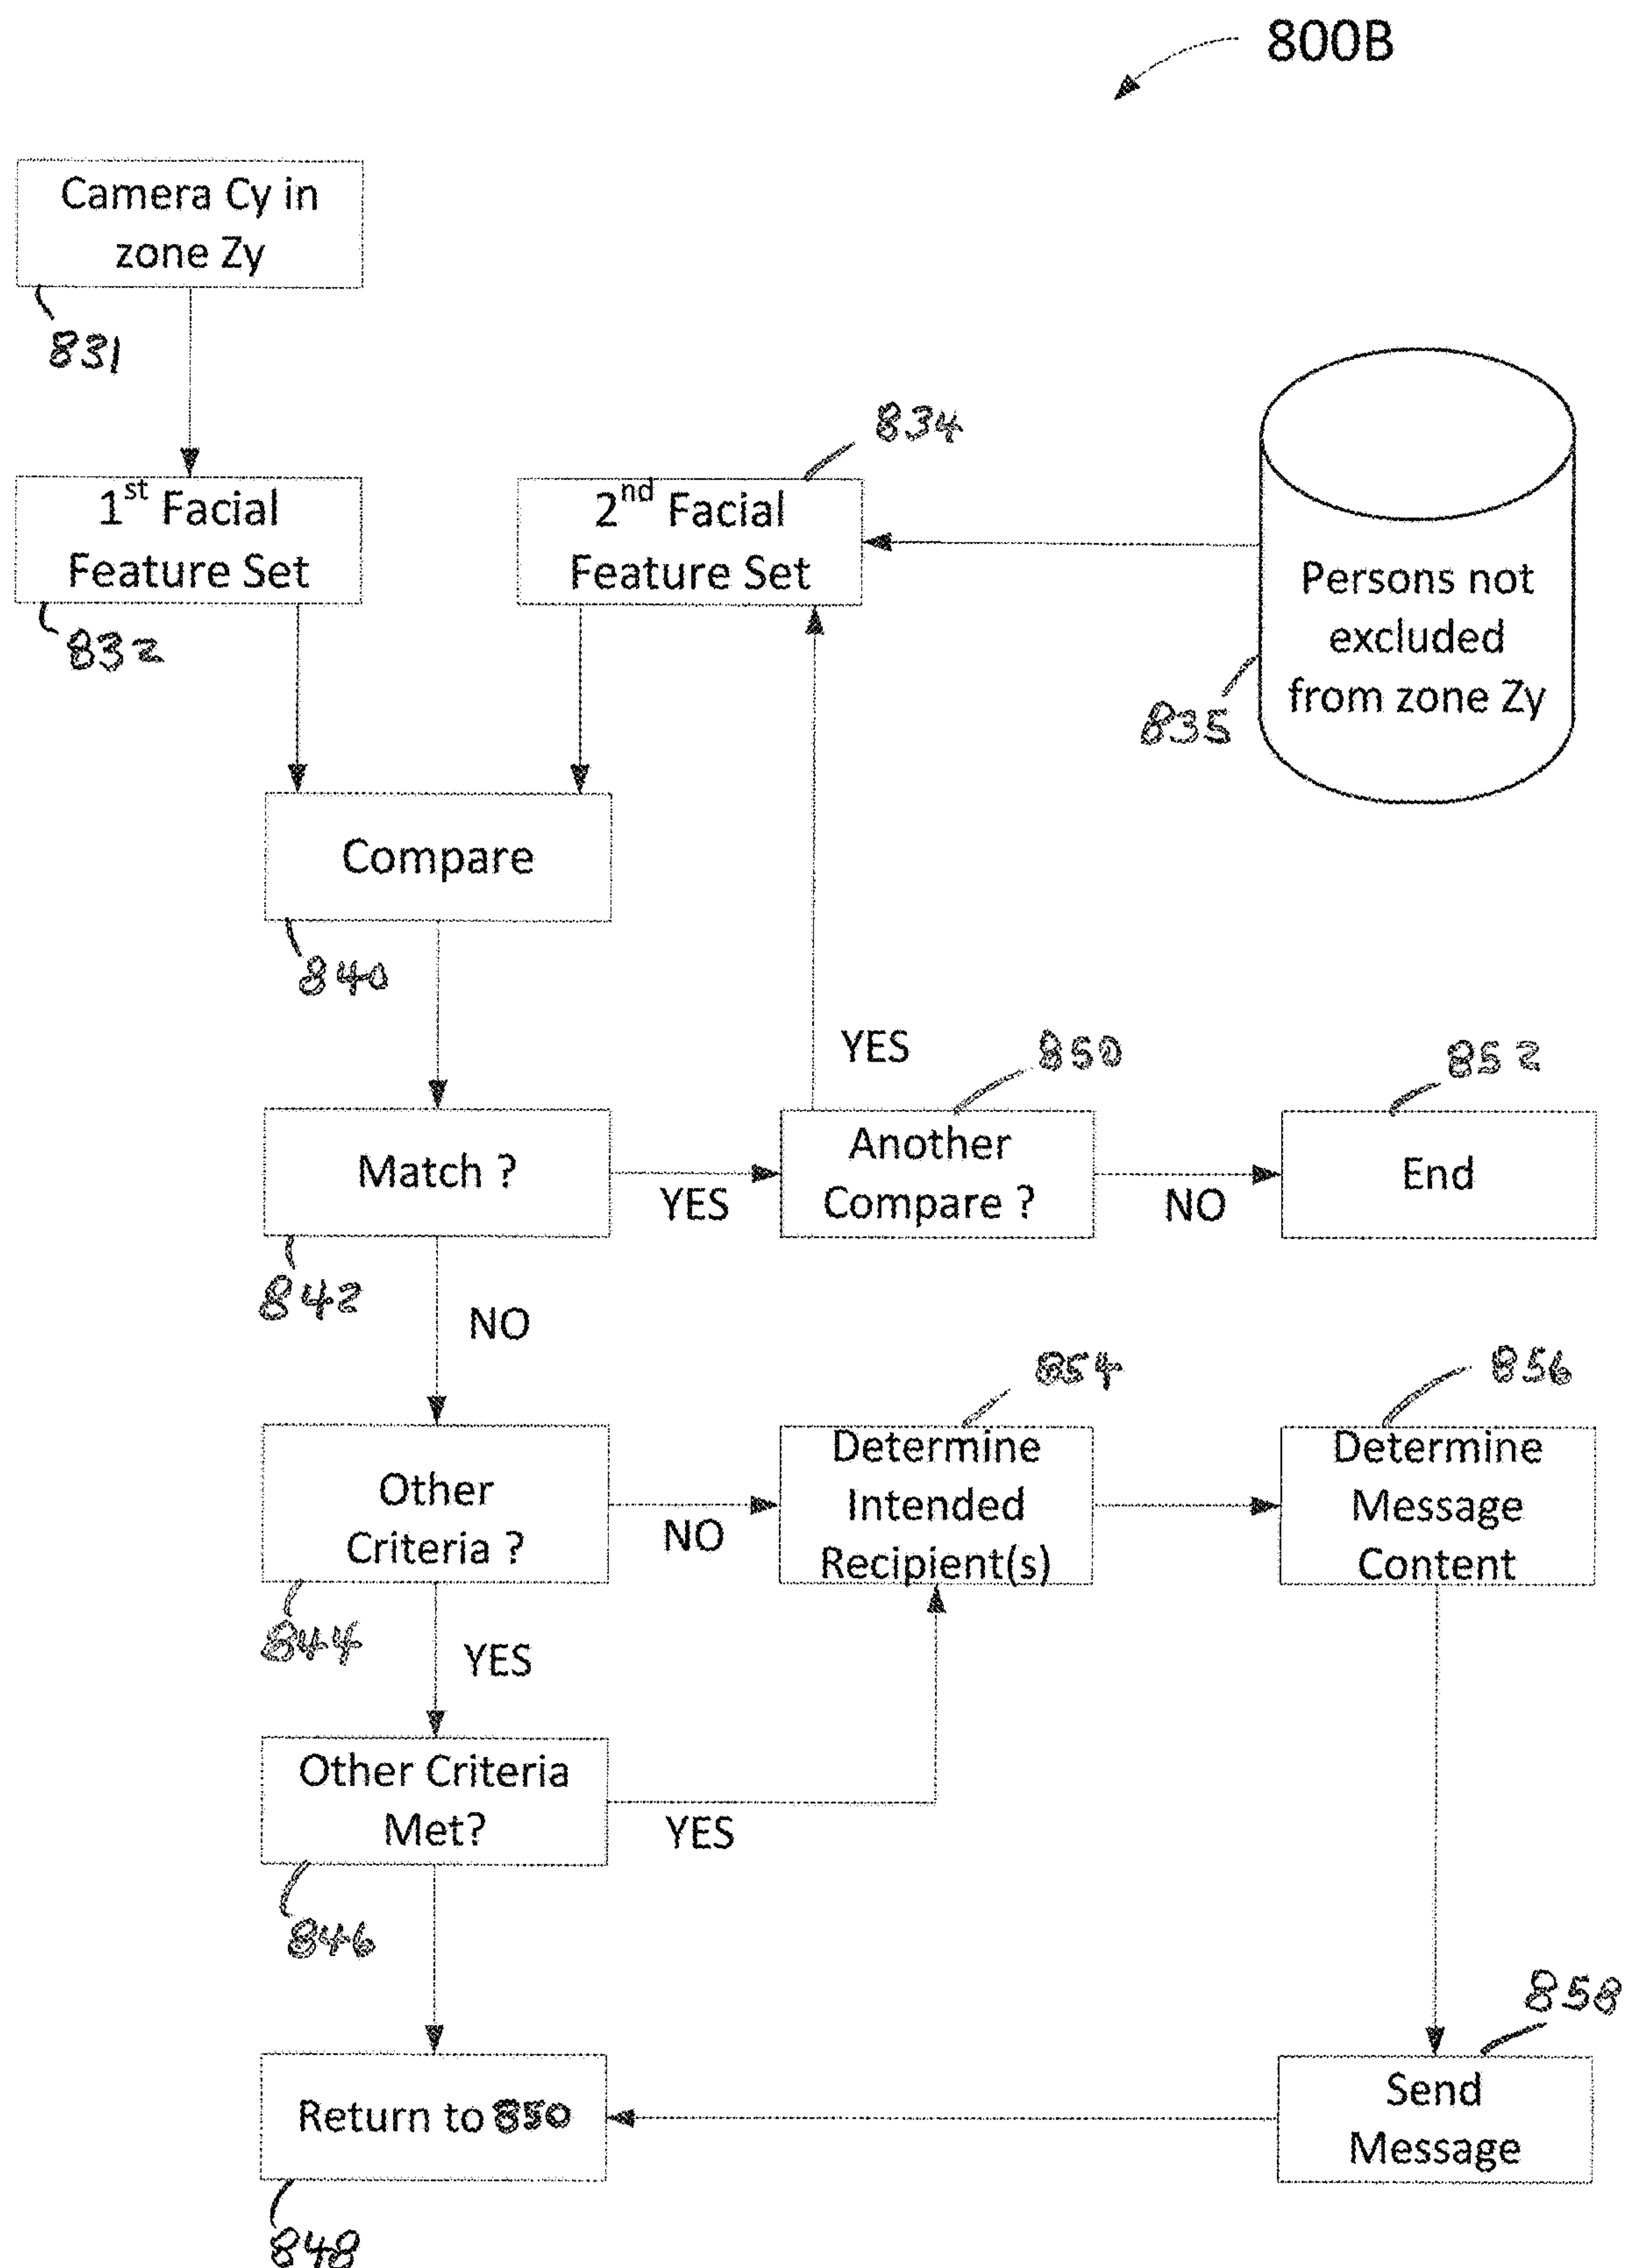 800B
Camera Cy in
zone Zy
831
834
1st Facial
Feature Set
832
2nd Facial
Feature Set
Persons not
excluded
from zone Zy
835
Compare
840
YES
850
852
Match ?
YES
Another
Compare ?
NO
End
842
NO
854
856
Other
Criteria ?
NO
Determine
Intended
Recipient(s)
Determine
Message
Content
844
YES
Other Criteria
Met?
YES
846
858
Return to 850
Send
Message
848